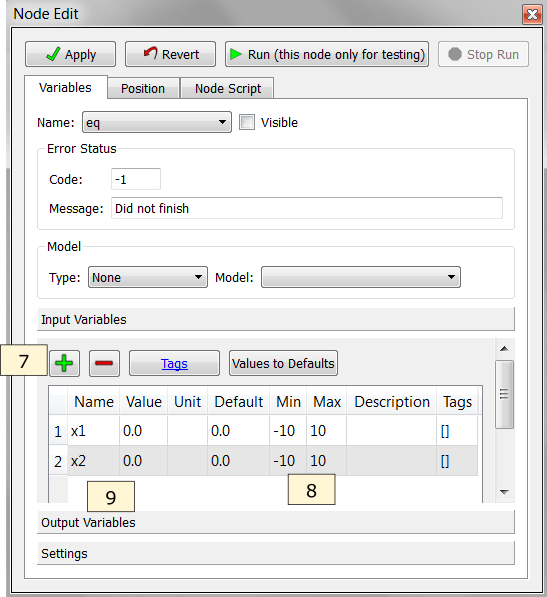 Node Edit
Apply Revert Run (this node only for testing) Stop Run
Variables Position Node Script
Name: eq Visible
Error Status
Code: -1
Message: Did not finish
Model
Type: None Model:
Input Variables
7 Tags Values to Defaults
Name Value Unit Default Min Max Description Tags
1 x1 0.0 0.0 -10 10 []
2 x2 0.0 0.0 -10 10 []
9 8
Output Variables
Settings